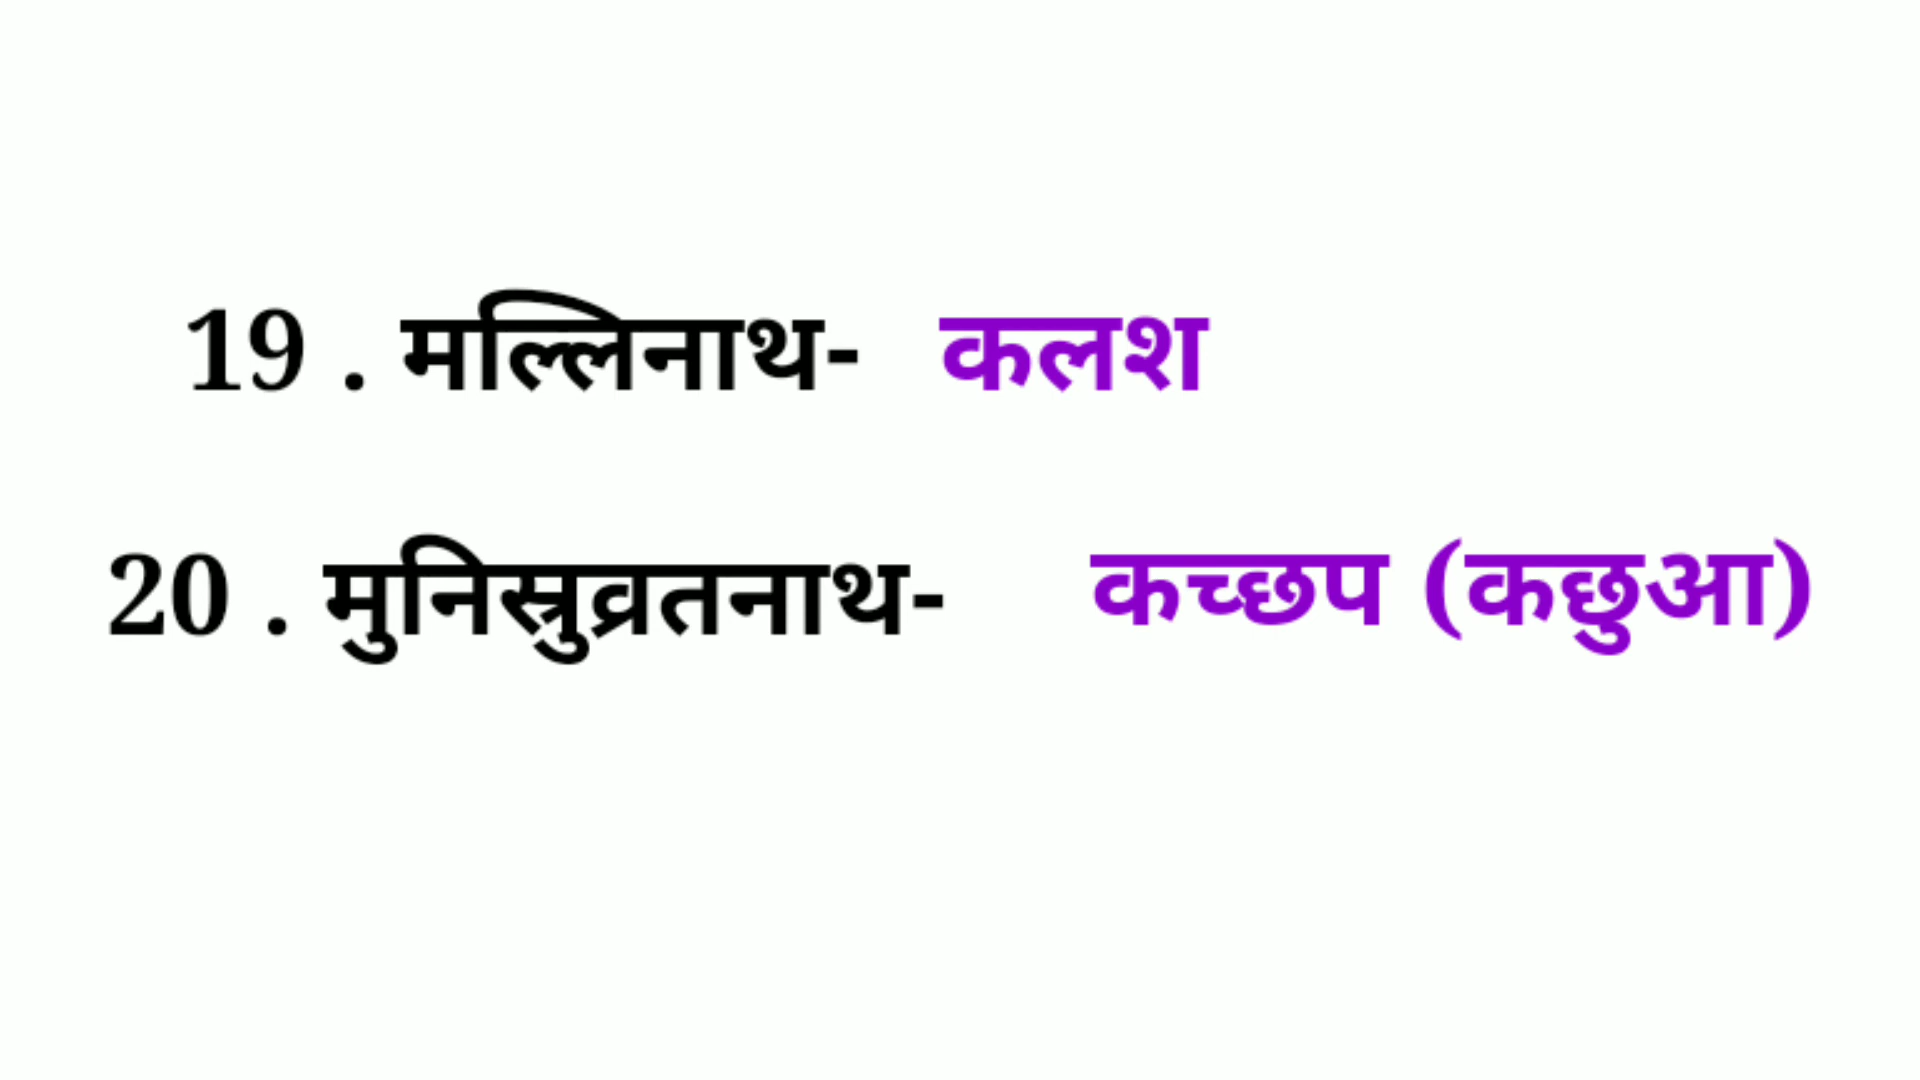 19 . मल्लिनाथ- कलश
20 . मुनिस्रुव्रतनाथ- कच्छप (कछुआ)